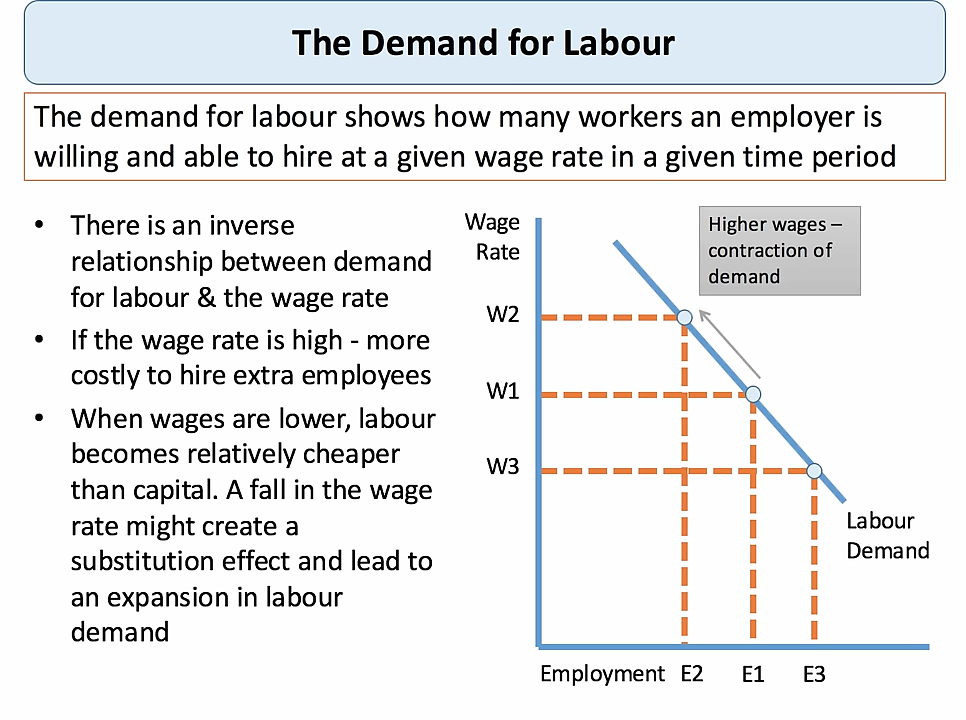 The Demand for Labour
The demand for labour shows how many workers an employer is
willing and able to hire at a given wage rate in a given time period
• There is an inverse
relationship between demand
for labour & the wage rate
• If the wage rate is high - more
costly to hire extra employees
• When wages are lower, labour
becomes relatively cheaper
than capital. A fall in the wage
rate might create a
substitution effect and lead to
an expansion in labour
demand
Wage
Rate
Higher wages –
contraction of
demand
W2
W1
W3
Labour
Demand
Employment E2 E1 E3